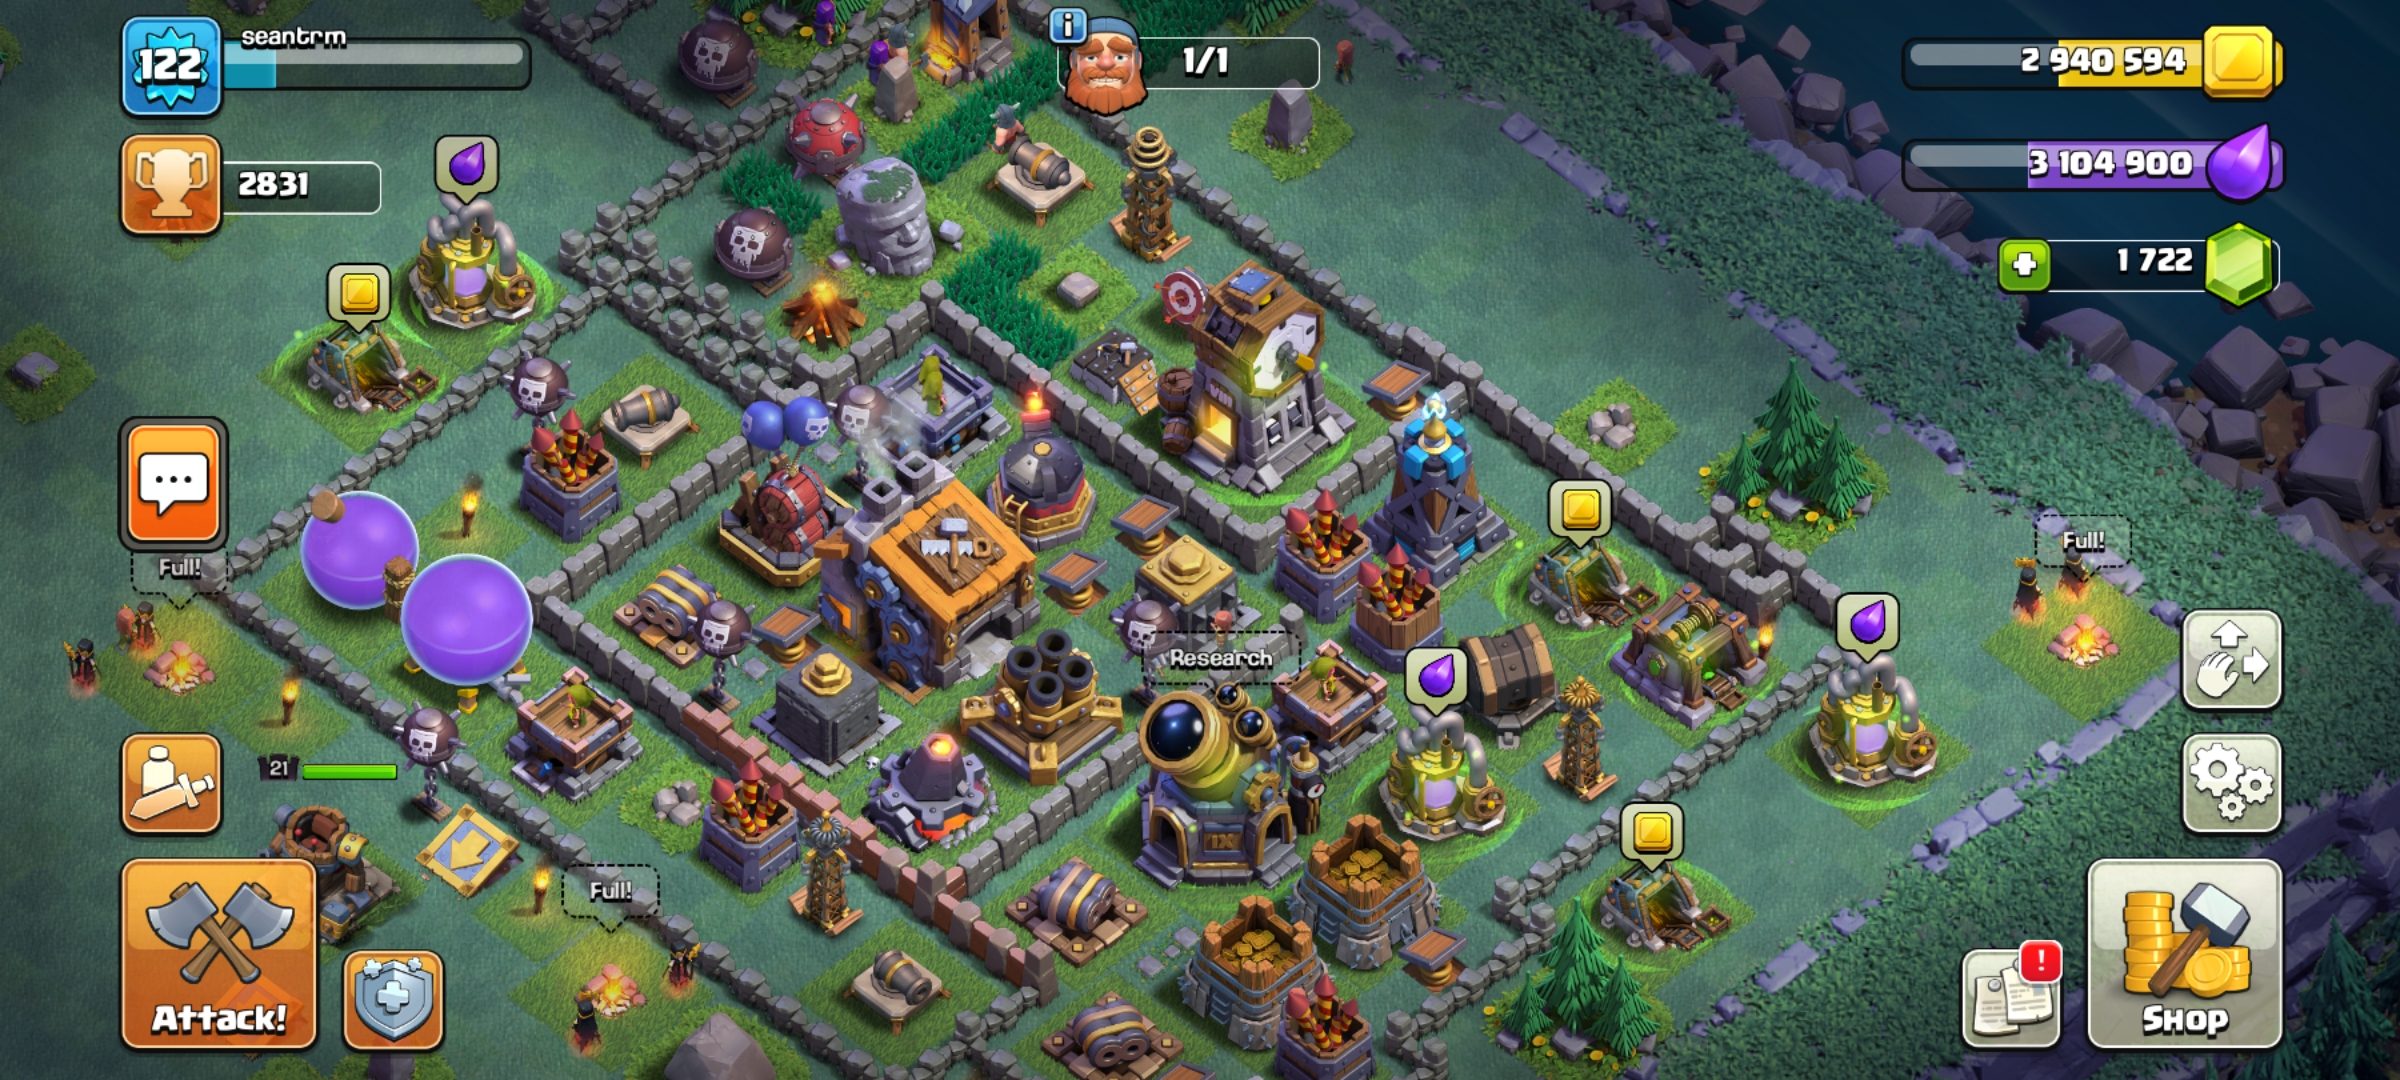 122
seantrm
1/1
2 940 594
2831
3 104 900
1 722
Full!
Full!
Research
21
Full!
IX
Attack!
!
Shop